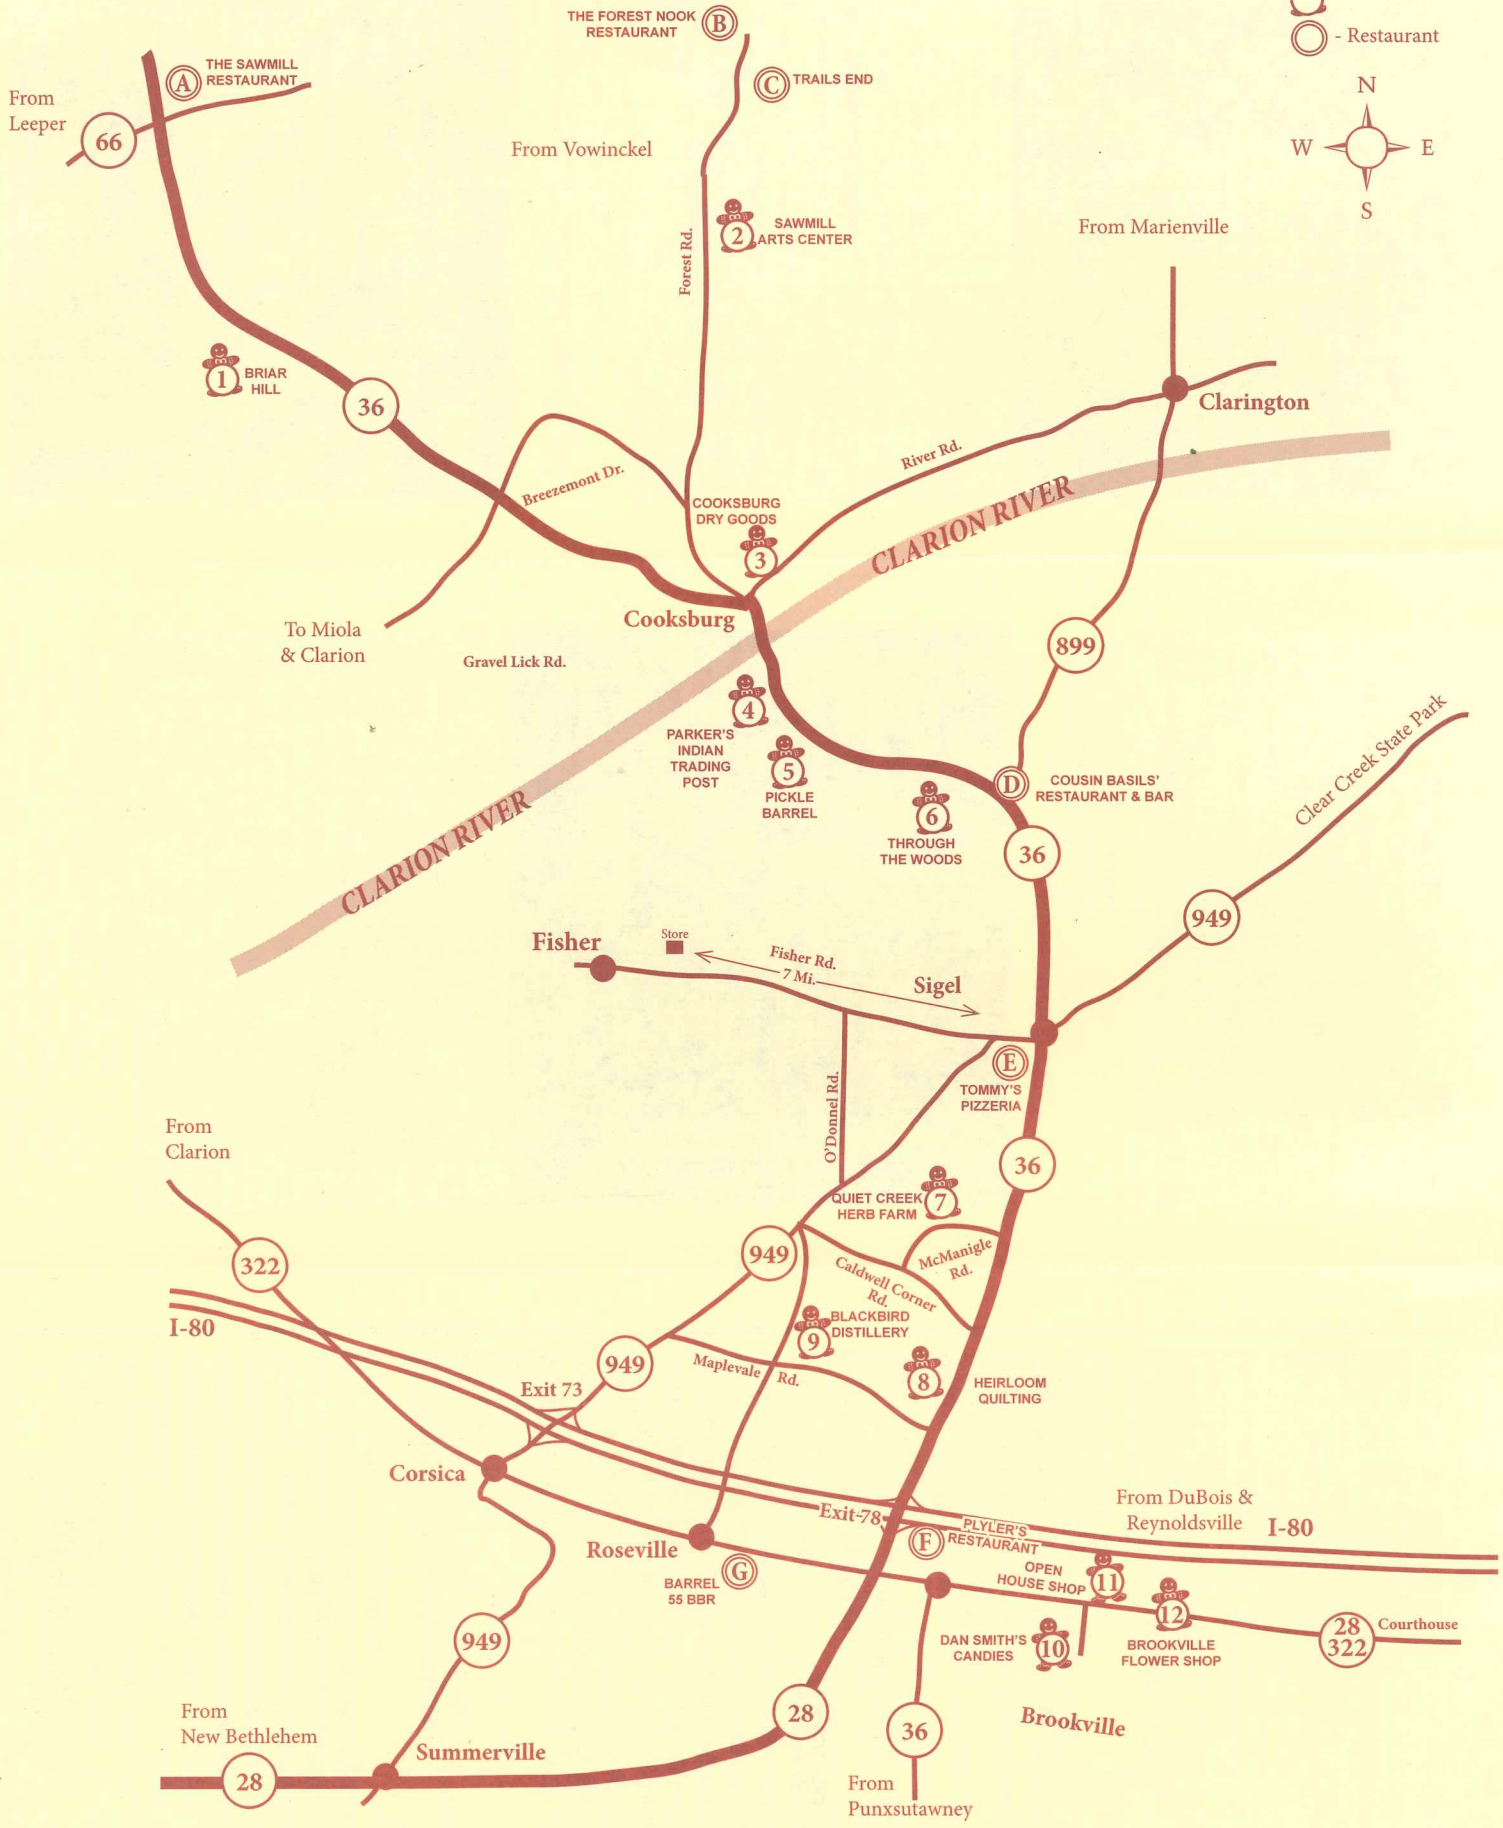 THE FOREST NOOK
RESTAURANT
B
- Restaurant
THE SAWMILL
RESTAURANT
A
C
TRAILS END
N
W
E
S
From
Leeper
66
From Vowinckel
2
SAWMILL
ARTS CENTER
Forest Rd.
From Marienville
1
BRIAR
HILL
36
Clarington
River Rd.
Breezemont Dr.
COOKSBURG
DRY GOODS
3
CLARION RIVER
Cooksburg
To Miola
& Clarion
Gravel Lick Rd.
899
4
PARKER'S
INDIAN
TRADING
POST
5
PICKLE
BARREL
D
COUSIN BASILS'
RESTAURANT & BAR
6
THROUGH
THE WOODS
36
Clear Creek State Park
CLARION RIVER
949
Fisher
Store
Fisher Rd.
7 Mi.
Sigel
E
TOMMY'S
PIZZERIA
O'Donnel Rd.
From
Clarion
36
QUIET CREEK
HERB FARM
7
322
949
McManigle
Rd.
Caldwell Corner
Rd.
I-80
9
BLACKBIRD
DISTILLERY
949
Maplevale Rd.
8
HEIRLOOM
QUILTING
Exit 73
Corsica
Exit-78
From DuBois &
Reynoldsville
I-80
F
PLYLER'S
RESTAURANT
Roseville
G
BARREL
55 BBR
OPEN
HOUSE SHOP
11
12
BROOKVILLE
FLOWER SHOP
28
322
Courthouse
949
DAN SMITH'S
CANDIES
10
From
New Bethlehem
28
Summerville
28
36
Brookville
From
Punxsutawney